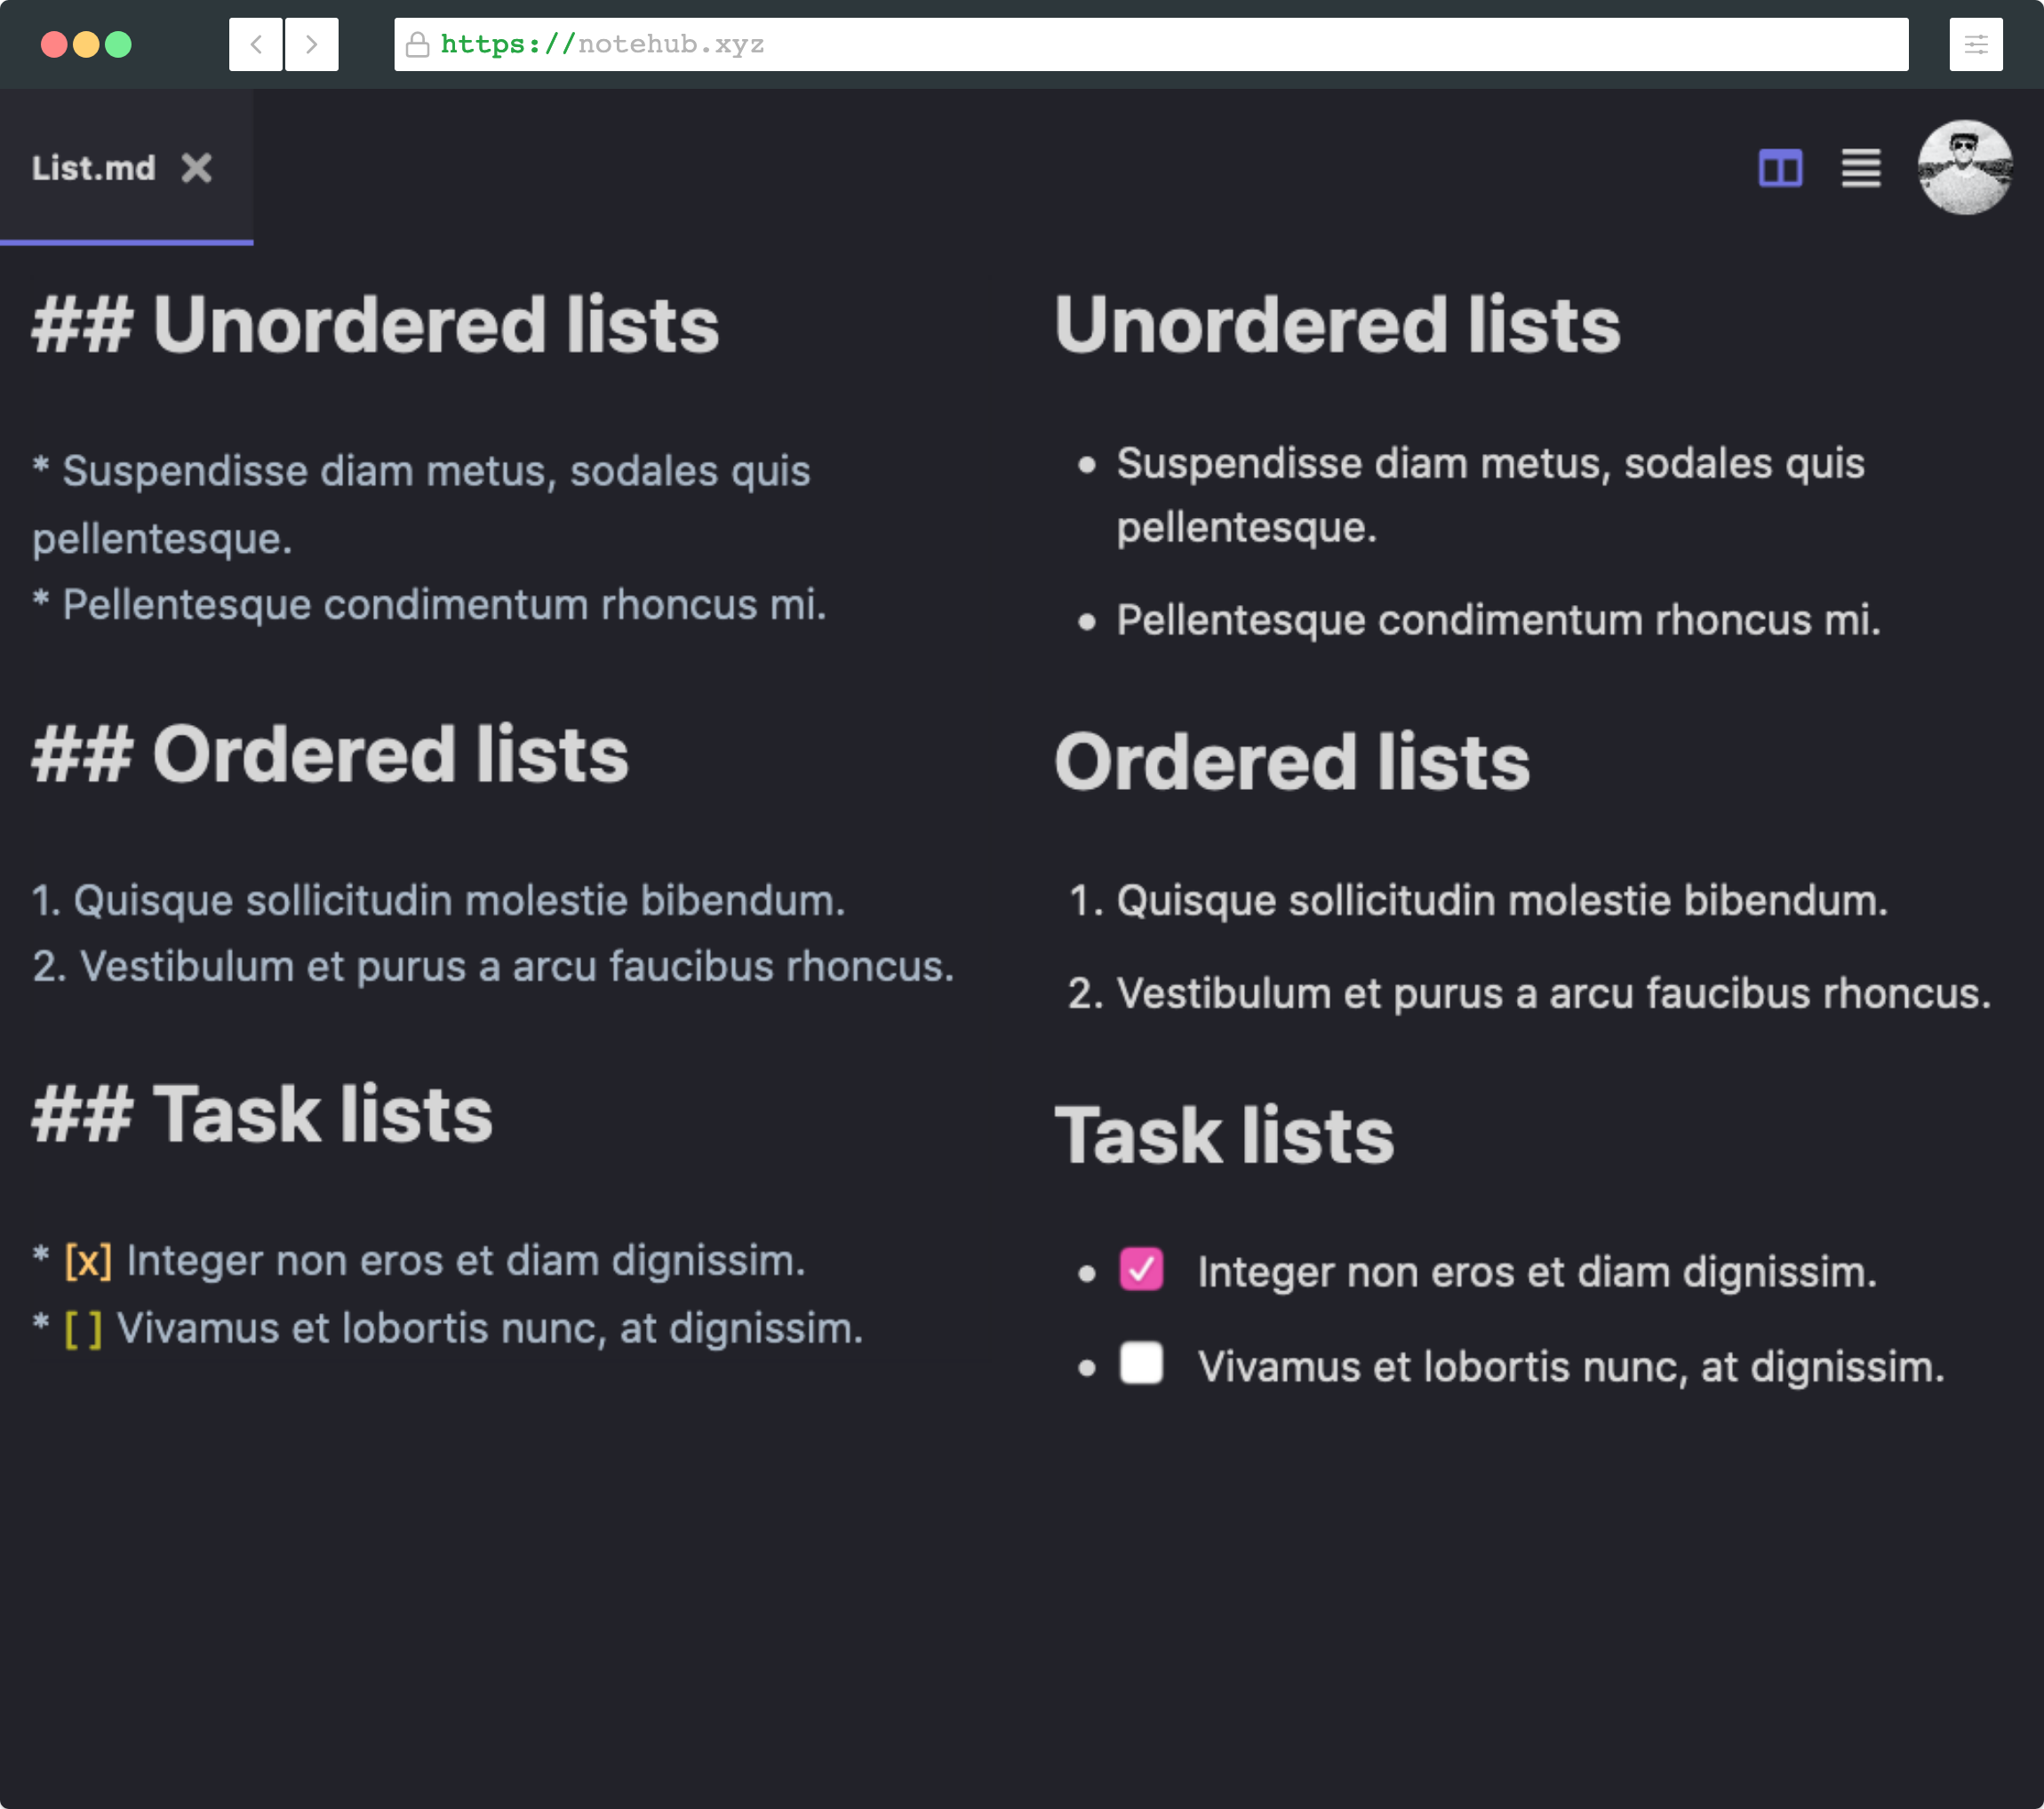 https://notehub.xyz
List.md
## Unordered lists
* Suspendisse diam metus, sodales quis
pellentesque.
* Pellentesque condimentum rhoncus mi.
## Ordered lists
1. Quisque sollicitudin molestie bibendum.
2. Vestibulum et purus a arcu faucibus rhoncus.
## Task lists
* [x] Integer non eros et diam dignissim.
* [ ] Vivamus et lobortis nunc, at dignissim.
Unordered lists
• Suspendisse diam metus, sodales quis
pellentesque.
• Pellentesque condimentum rhoncus mi.
Ordered lists
1. Quisque sollicitudin molestie bibendum.
2. Vestibulum et purus a arcu faucibus rhoncus.
Task lists
• Integer non eros et diam dignissim.
• Vivamus et lobortis nunc, at dignissim.